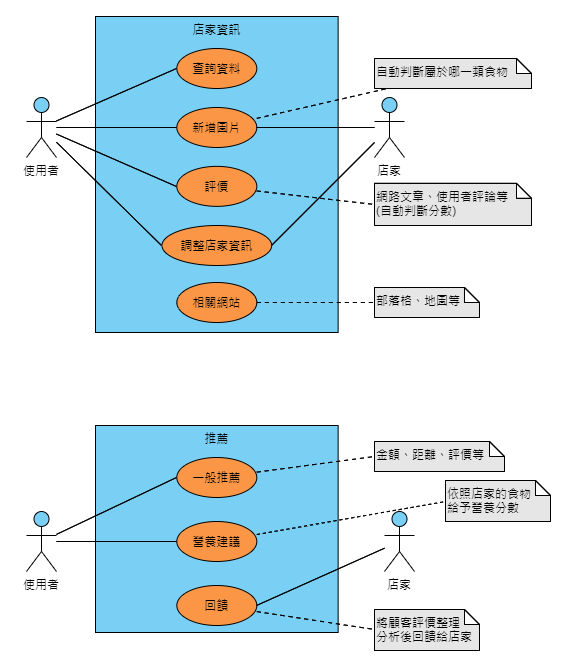 店家資訊
查詢資料
自動判斷屬於哪一類食物
新增圖片
使用者
店家
評價
網路文章、使用者評論等
(自動判斷分數)
調整店家資訊
相關網站
部落格、地圖等
推薦
金額、距離、評價等
一般推薦
依照店家的食物
給予營養分數
營養建議
使用者
店家
回饋
將顧客評價整理
分析後回饋給店家